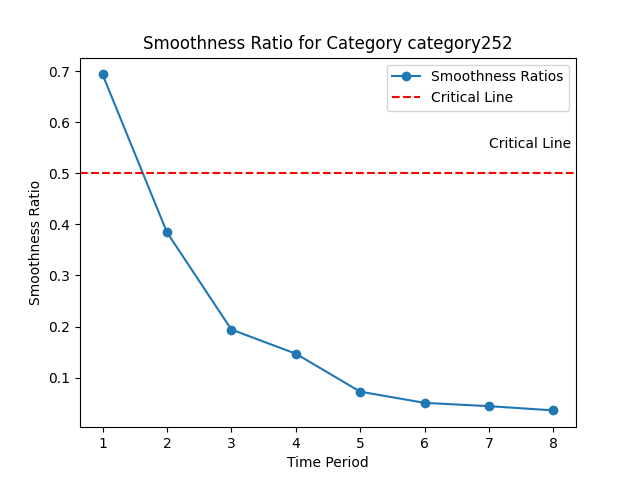 Smoothness Ratio for Category category252
Smoothness Ratios
Critical Line
Critical Line
Smoothness Ratio
0.7
0.6
0.5
0.4
0.3
0.2
0.1
1 2 3 4 5 6 7 8
Time Period